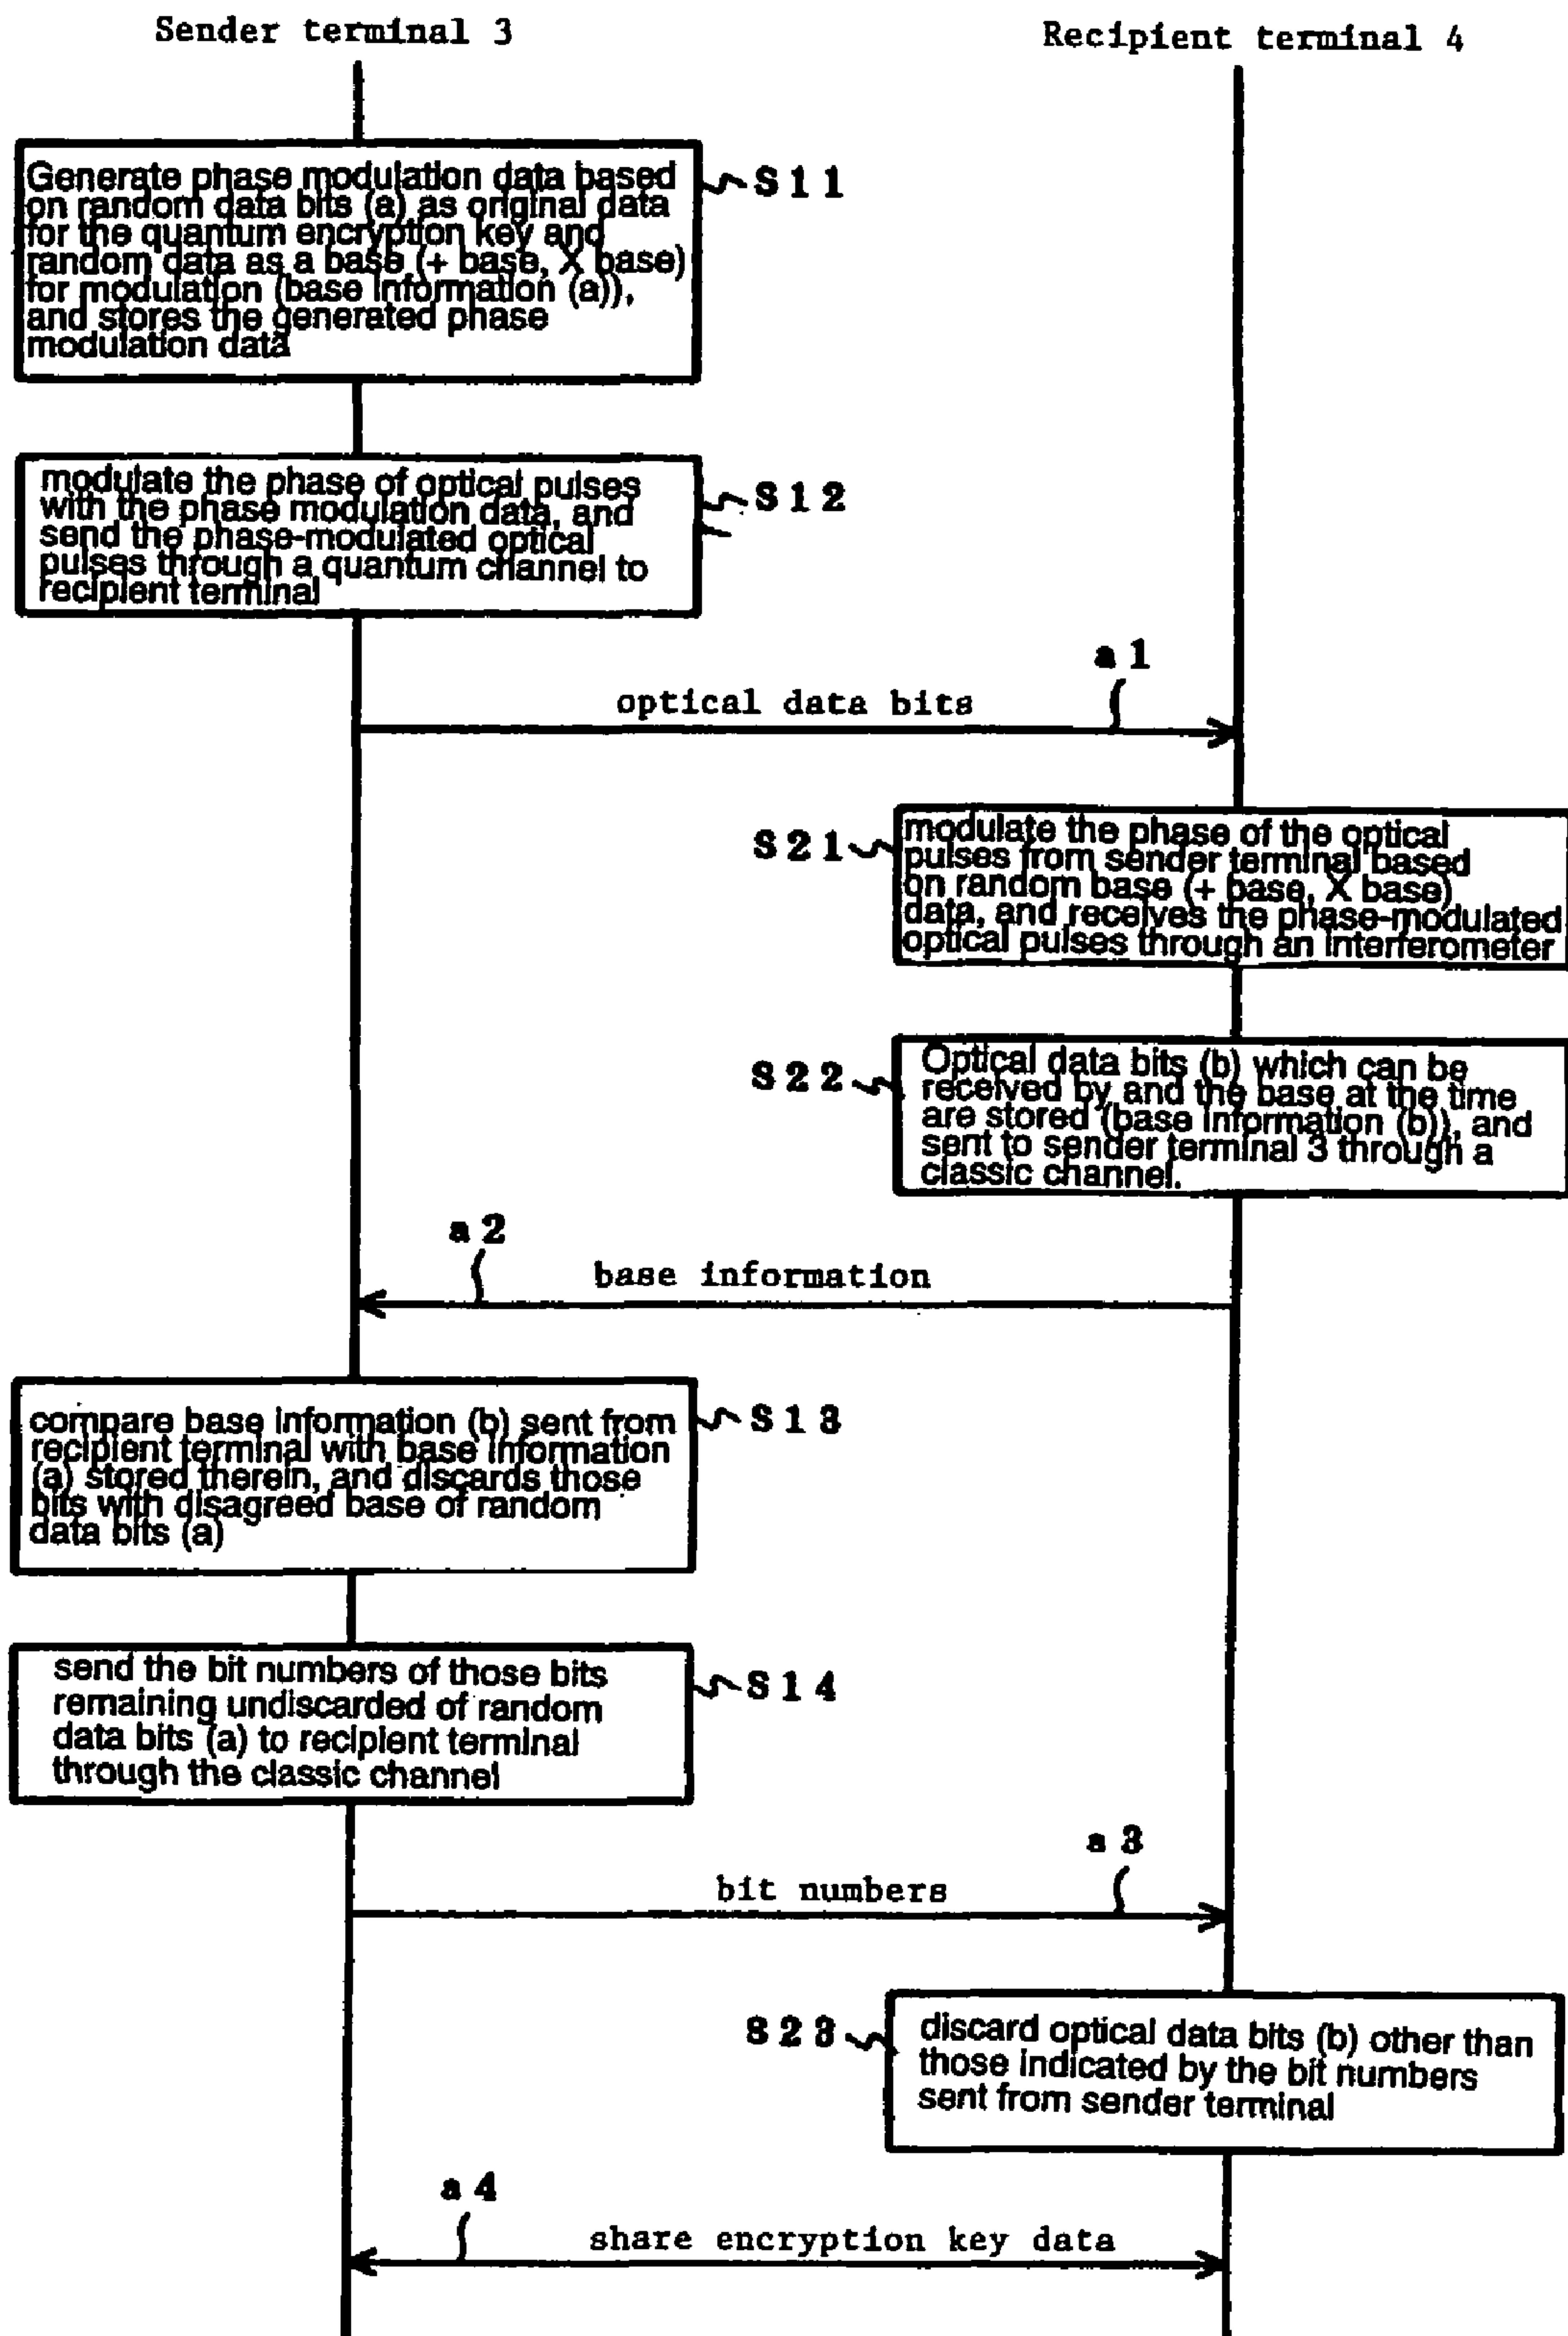 Sender terminal 3
Recipient terminal 4
Generate phase modulation data based
on random data bits (a) as original data
for the quantum encryption key and
random data as a base (+ base, X base)
for modulation (base information (a)),
and stores the generated phase
modulation data
S11
modulate the phase of optical pulses
with the phase modulation data, and
send the phase-modulated optical
pulses through a quantum channel to
recipient terminal
S12
a1
optical data bits
S21
modulate the phase of the optical
pulses from sender terminal based
on random base (+ base, X base)
data, and receives the phase-modulated
optical pulses through an interferometer
S22
Optical data bits (b) which can be
received by and the base at the time
are stored (base information (b)), and
sent to sender terminal 3 through a
classic channel.
a2
base information
compare base information (b) sent from
recipient terminal with base information
(a) stored therein, and discards those
bits with disagreed base of random
data bits (a)
S13
send the bit numbers of those bits
remaining undiscarded of random
data bits (a) to recipient terminal
through the classic channel
S14
a3
bit numbers
S23
discard optical data bits (b) other than
those indicated by the bit numbers
sent from sender terminal
a4
share encryption key data